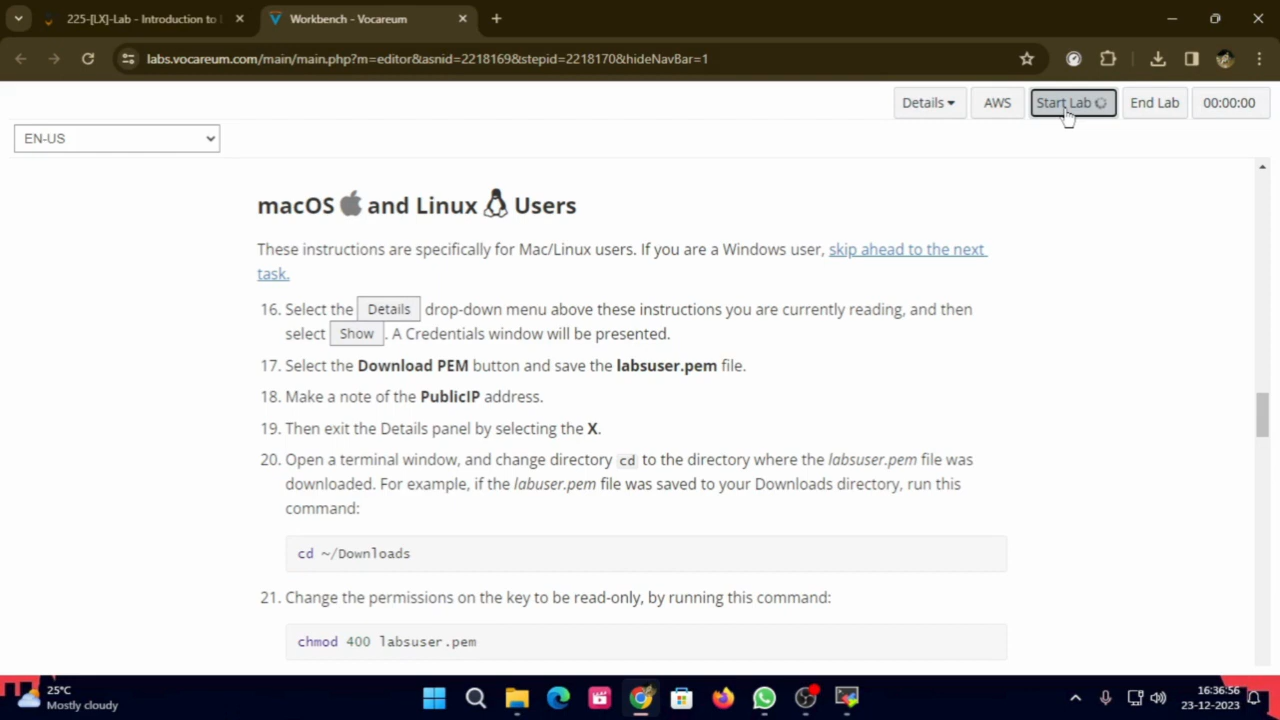 225-[LX]-Lab - Introduction to
Workbench - Vocareum
labs.vocareum.com/main/main.php?m=editor&asnid=2218169&stepid=2218170&hideNavBar=1
Details
AWS
Start Lab
End Lab
00:00:00
EN-US
macOS and Linux Users
These instructions are specifically for Mac/Linux users. If you are a Windows user, skip ahead to the next
task.
16. Select the Details drop-down menu above these instructions you are currently reading, and then
select Show . A Credentials window will be presented.
17. Select the Download PEM button and save the labsuser.pem file.
18. Make a note of the PublicIP address.
19. Then exit the Details panel by selecting the X.
20. Open a terminal window, and change directory cd to the directory where the labsuser.pem file was
downloaded. For example, if the labuser.pem file was saved to your Downloads directory, run this
command:
cd ~/Downloads
21. Change the permissions on the key to be read-only, by running this command:
chmod 400 labsuser.pem
25°C
Mostly cloudy
16:36:56
23-12-2023